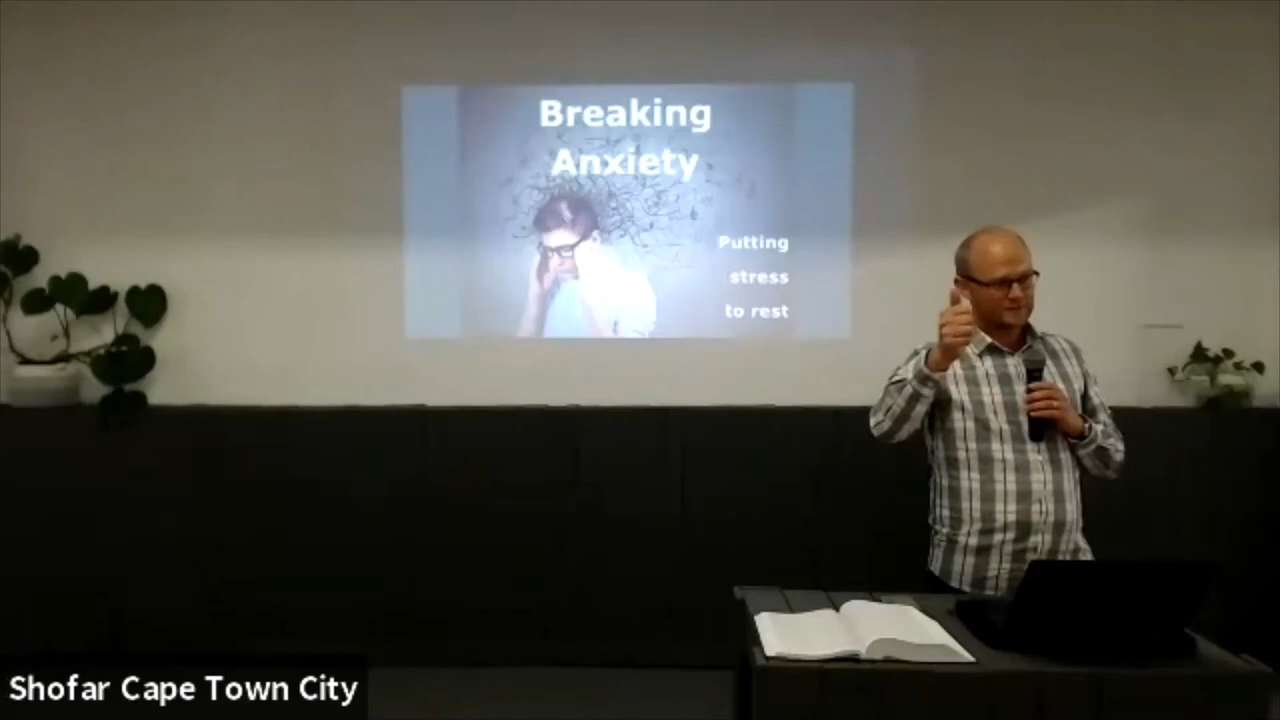 Breaking
Anxiety
Putting
stress
to rest
Shofar Cape Town City